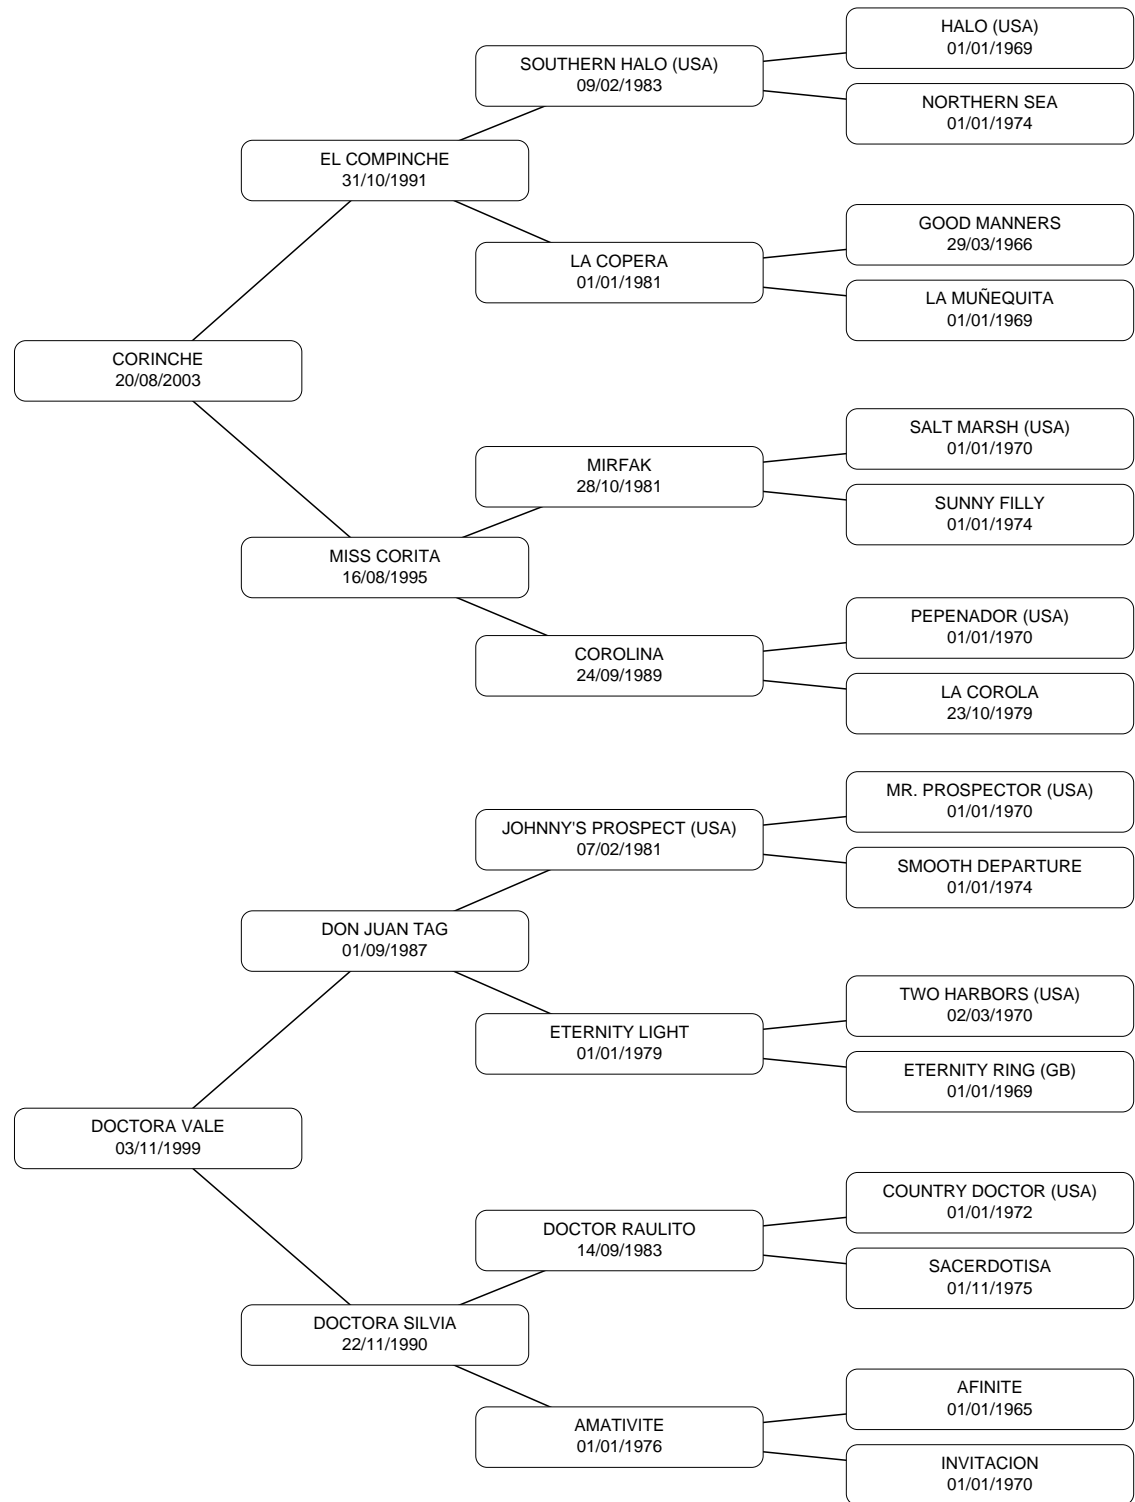 HALO (USA)
01/01/1969
SOUTHERN HALO (USA)
09/02/1983
NORTHERN SEA
01/01/1974
EL COMPINCHE
31/10/1991
GOOD MANNERS
29/03/1966
LA COPERA
01/01/1981
LA MUÑEQUITA
01/01/1969
CORINCHE
20/08/2003
SALT MARSH (USA)
01/01/1970
MIRFAK
28/10/1981
SUNNY FILLY
01/01/1974
MISS CORITA
16/08/1995
PEPENADOR (USA)
01/01/1970
COROLINA
24/09/1989
LA COROLA
23/10/1979
MR. PROSPECTOR (USA)
01/01/1970
JOHNNY'S PROSPECT (USA)
07/02/1981
SMOOTH DEPARTURE
01/01/1974
DON JUAN TAG
01/09/1987
TWO HARBORS (USA)
02/03/1970
ETERNITY LIGHT
01/01/1979
ETERNITY RING (GB)
01/01/1969
DOCTORA VALE
03/11/1999
COUNTRY DOCTOR (USA)
01/01/1972
DOCTOR RAULITO
14/09/1983
SACERDOTISA
01/11/1975
DOCTORA SILVIA
22/11/1990
AFINITE
01/01/1965
AMATIVITE
01/01/1976
INVITACION
01/01/1970